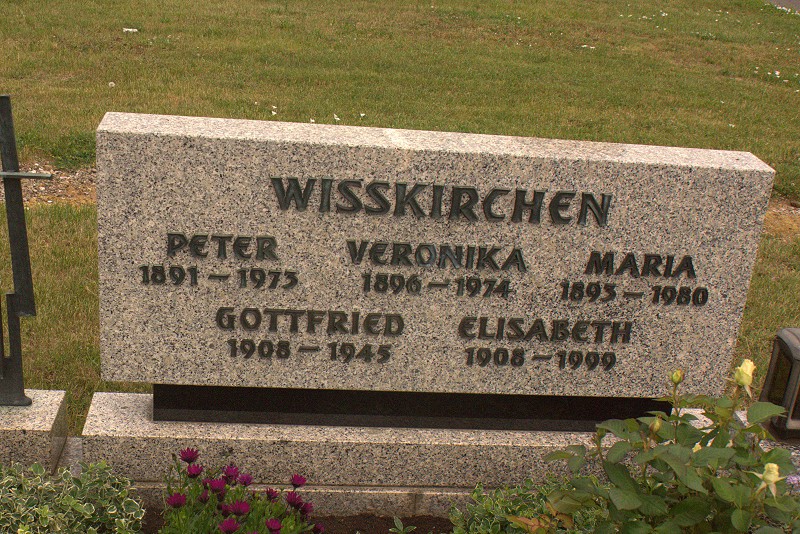 WISSKIRCHEN
PETER VERONIKA MARIA
1891 – 1973 1896 – 1974 1893 – 1980
GOTTFRIED ELISABETH
1908 – 1945 1908 – 1999